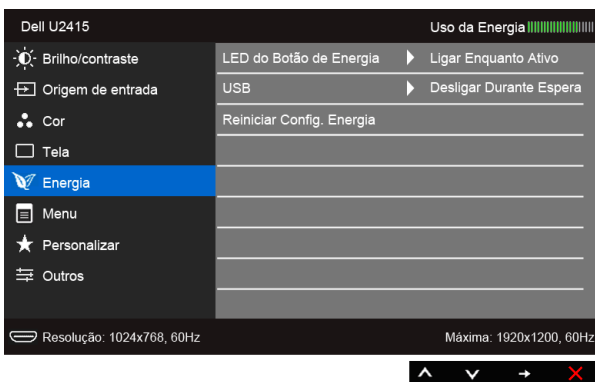 Dell U2415
Uso da Energia
Brilho/contraste
LED do Botão de Energia
Ligar Enquanto Ativo
Origem de entrada
USB
Desligar Durante Espera
Cor
Reiniciar Config. Energia
Tela
Energia
Menu
Personalizar
Outros
Resolução: 1024x768, 60Hz
Máxima: 1920x1200, 60Hz